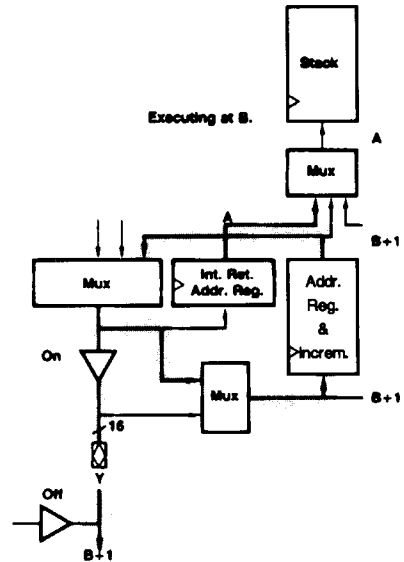 Stack
Executing at B.
A
Mux
A
B+1
Mux
Int. Ret.
Addr. Reg.
Addr.
Reg.
&
Increm.
On
Mux
B+1
16
Y
Off
B+1